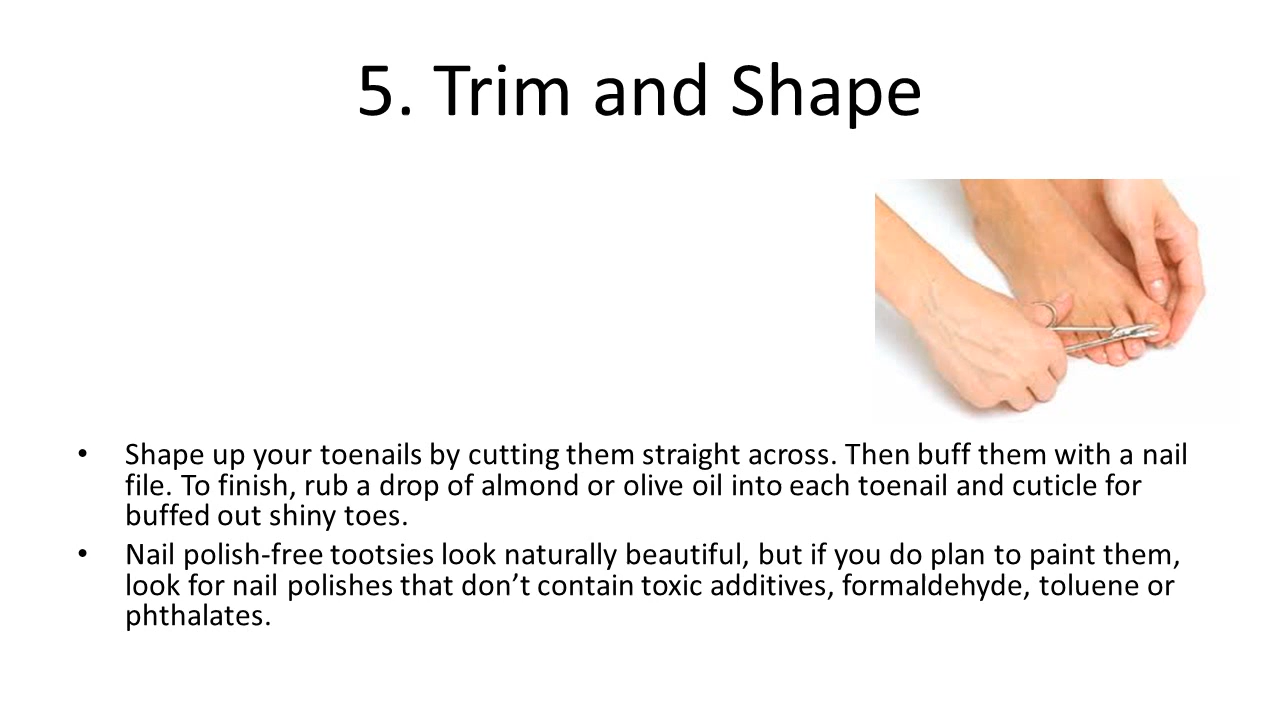 5. Trim and Shape
• Shape up your toenails by cutting them straight across. Then buff them with a nail
file. To finish, rub a drop of almond or olive oil into each toenail and cuticle for
buffed out shiny toes.
• Nail polish-free tootsies look naturally beautiful, but if you do plan to paint them,
look for nail polishes that don’t contain toxic additives, formaldehyde, toluene or
phthalates.